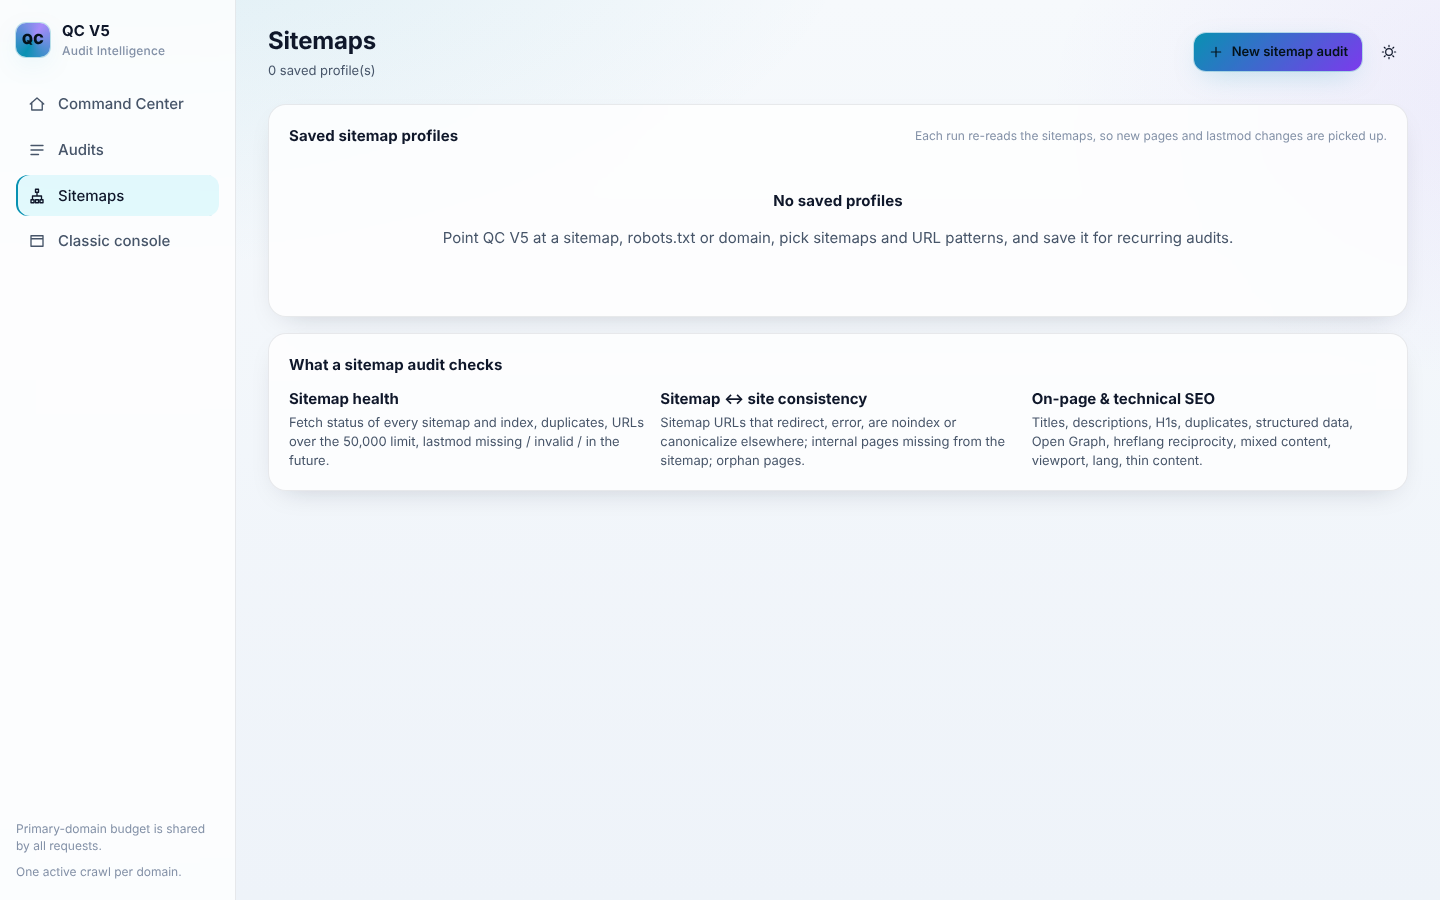 QC
QC V5
Audit Intelligence
Command Center
Audits
Sitemaps
Classic console
Primary-domain budget is shared
by all requests.
One active crawl per domain.
Sitemaps
0 saved profile(s)
+ New sitemap audit
Saved sitemap profiles
Each run re-reads the sitemaps, so new pages and lastmod changes are picked up.
No saved profiles
Point QC V5 at a sitemap, robots.txt or domain, pick sitemaps and URL patterns, and save it for recurring audits.
What a sitemap audit checks
Sitemap health
Fetch status of every sitemap and index, duplicates, URLs
over the 50,000 limit, lastmod missing / invalid / in the
future.
Sitemap ↔ site consistency
Sitemap URLs that redirect, error, are noindex or
canonicalize elsewhere; internal pages missing from the
sitemap; orphan pages.
On-page & technical SEO
Titles, descriptions, H1s, duplicates, structured data,
Open Graph, hreflang reciprocity, mixed content,
viewport, lang, thin content.